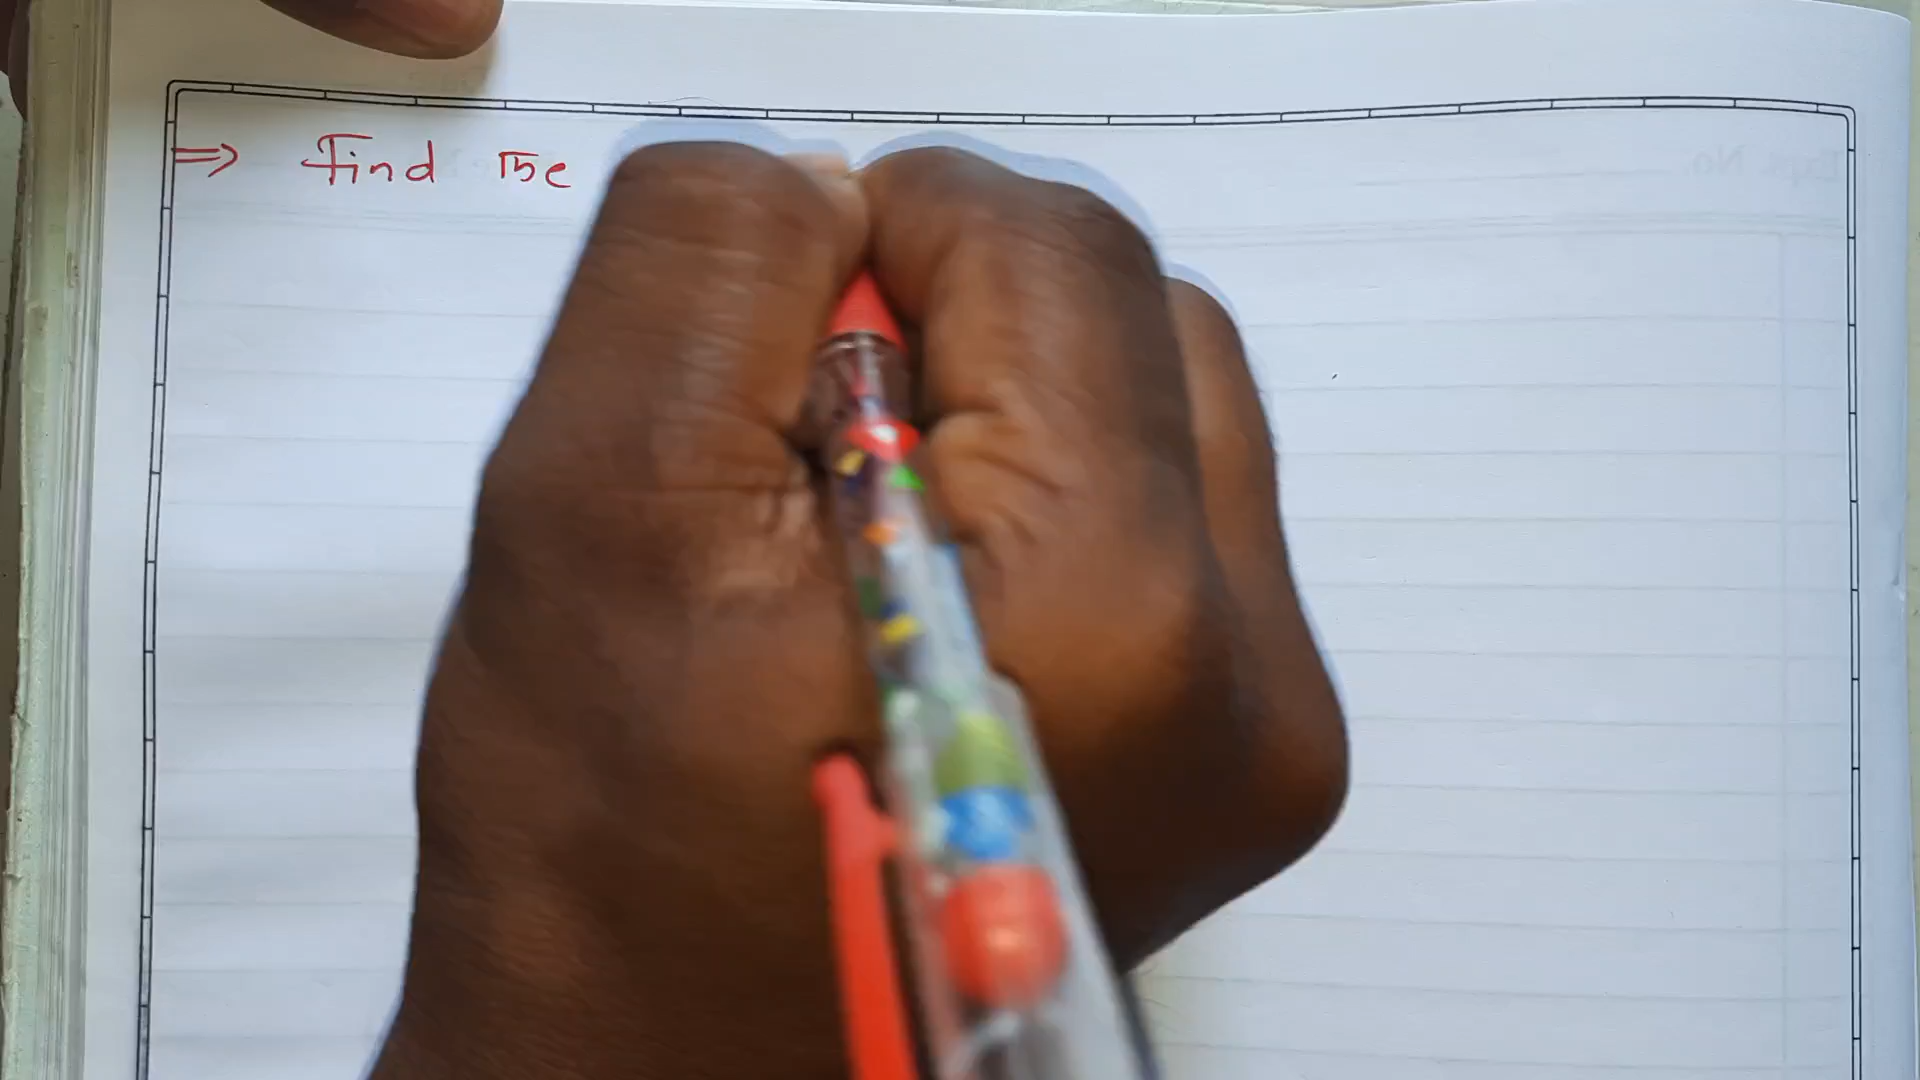 ⇒ Find The